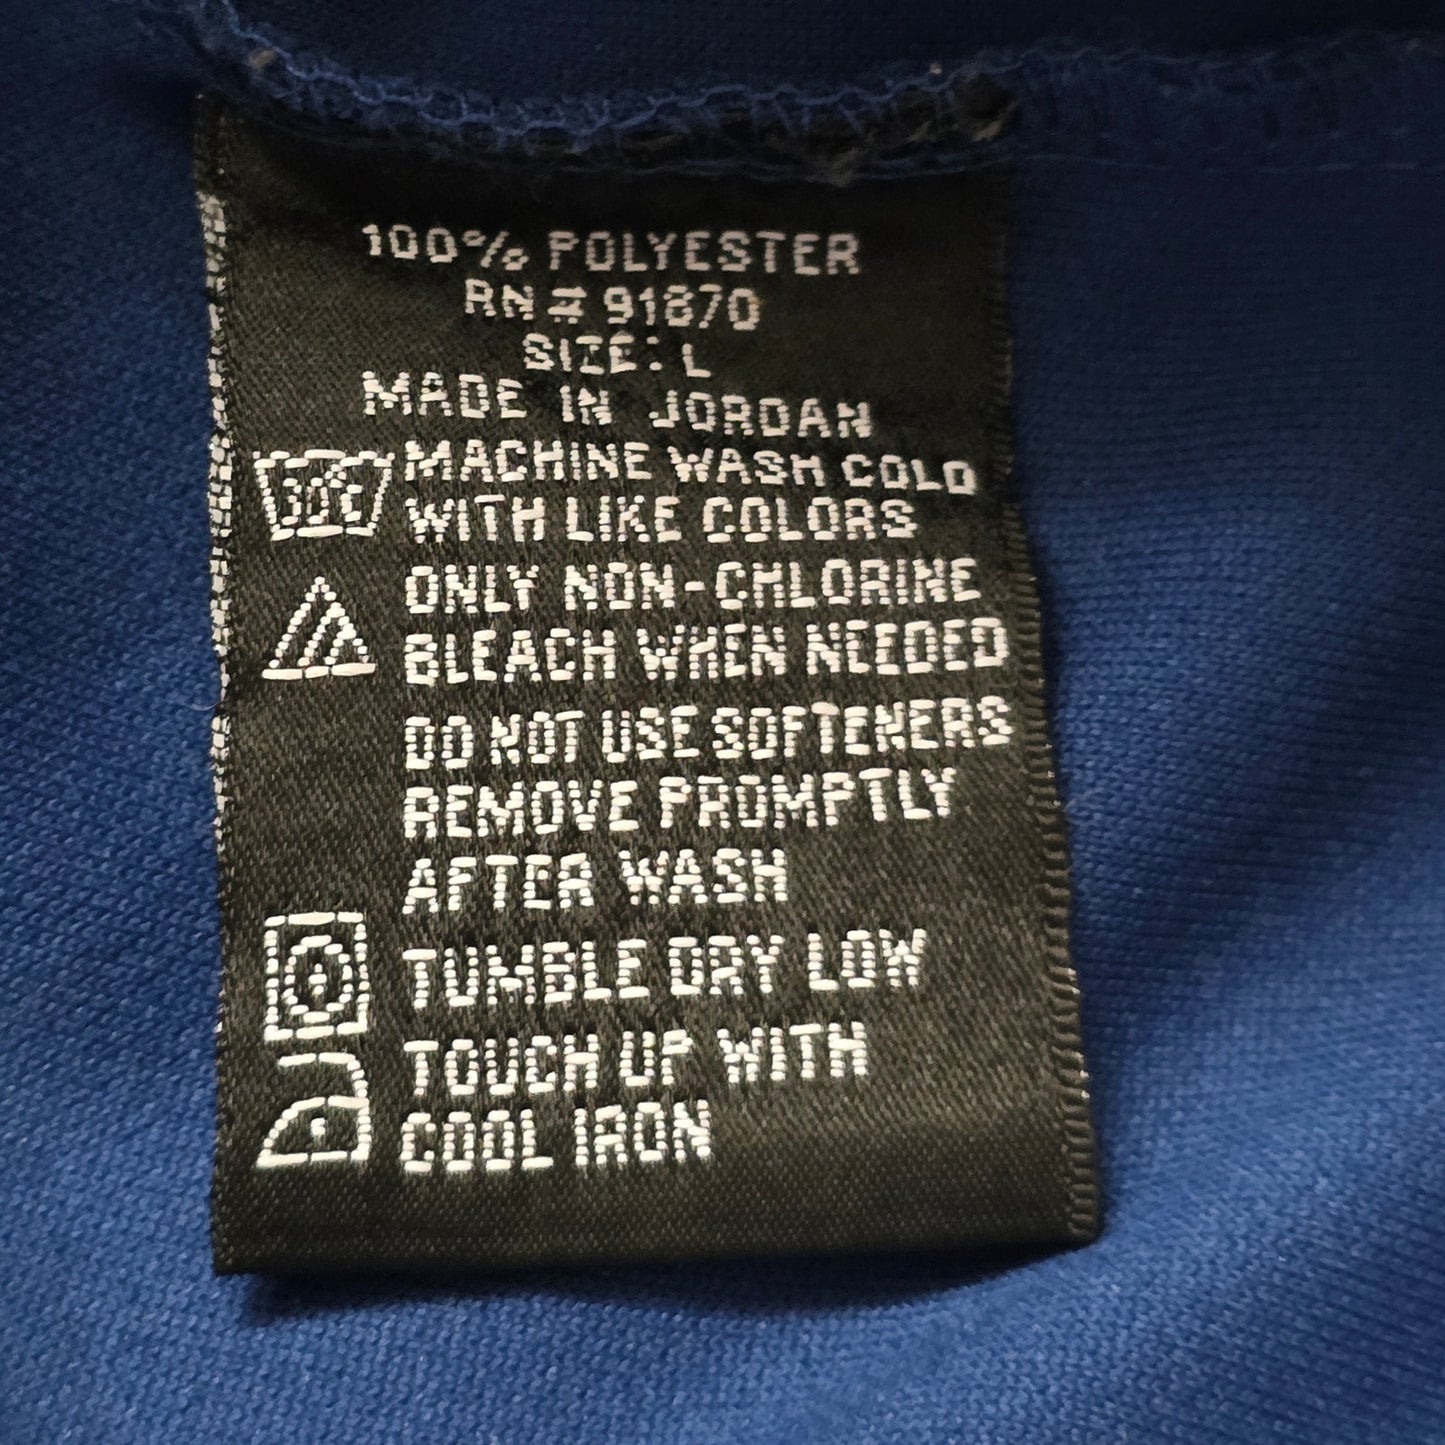 100% POLYESTER
RN # 91870
SIZE: L
MADE IN JORDAN
30°C
MACHINE WASH COLD
WITH LIKE COLORS
ONLY NON-CHLORINE
BLEACH WHEN NEEDED
DO NOT USE SOFTENERS
REMOVE PROMPTLY
AFTER WASH
TUMBLE DRY LOW
TOUCH UP WITH
COOL IRON